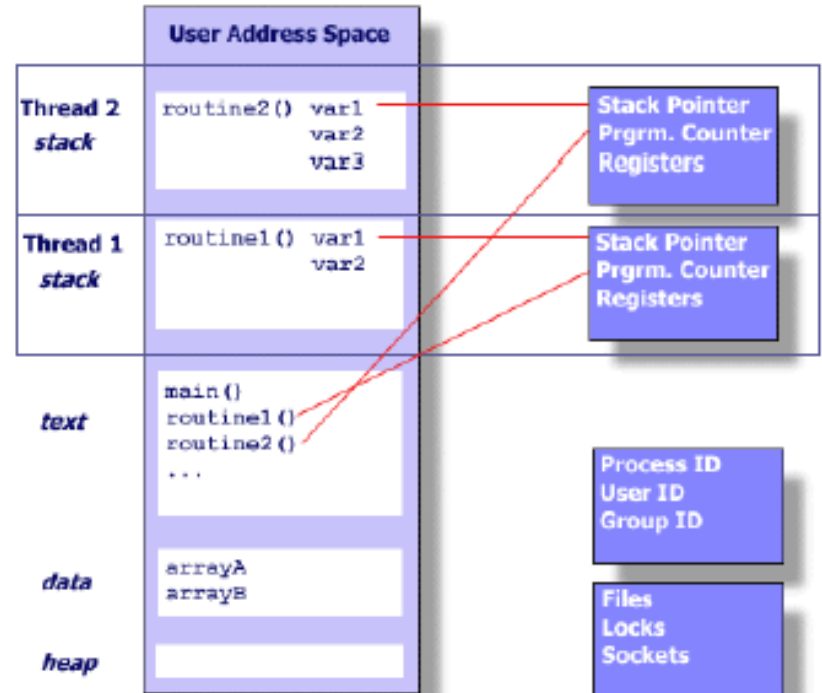 User Address Space
Thread 2
stack
routine2() var1
var2
var3
Stack Pointer
Prgrm. Counter
Registers
Thread 1
stack
routine1() var1
var2
Stack Pointer
Prgrm. Counter
Registers
text
main()
routine1()
routine2()
...
Process ID
User ID
Group ID
data
arrayA
arrayB
Files
Locks
Sockets
heap